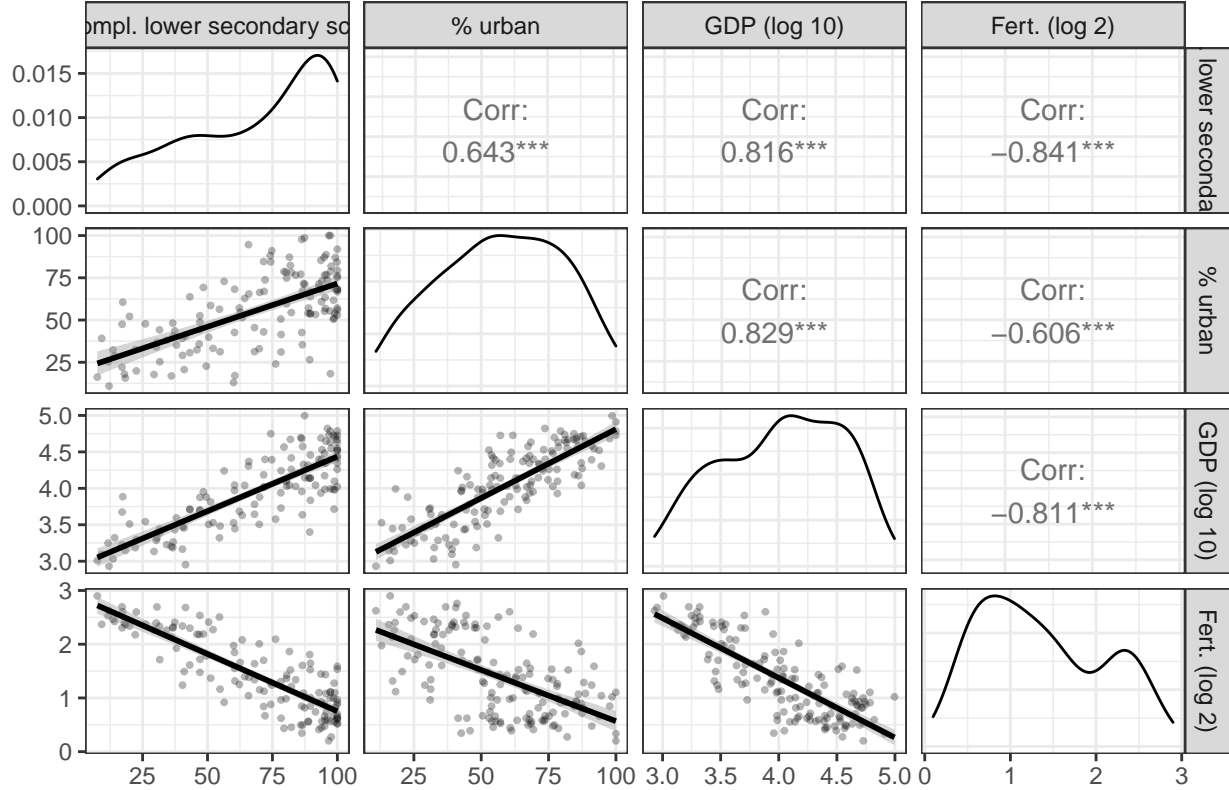 ompl. lower secondary sc
% urban
GDP (log 10)
Fert. (log 2)
0.015
0.010
0.005
0.000
Corr:
0.643***
Corr:
0.816***
Corr:
−0.841***
lower seconda
100
75
50
25
Corr:
0.829***
Corr:
−0.606***
% urban
5.0
4.5
4.0
3.5
3.0
Corr:
−0.811***
GDP (log 10)
3
2
1
0
Fert. (log 2)
25 50 75 100
25 50 75 100
3.0 3.5 4.0 4.5 5.0
0 1 2 3